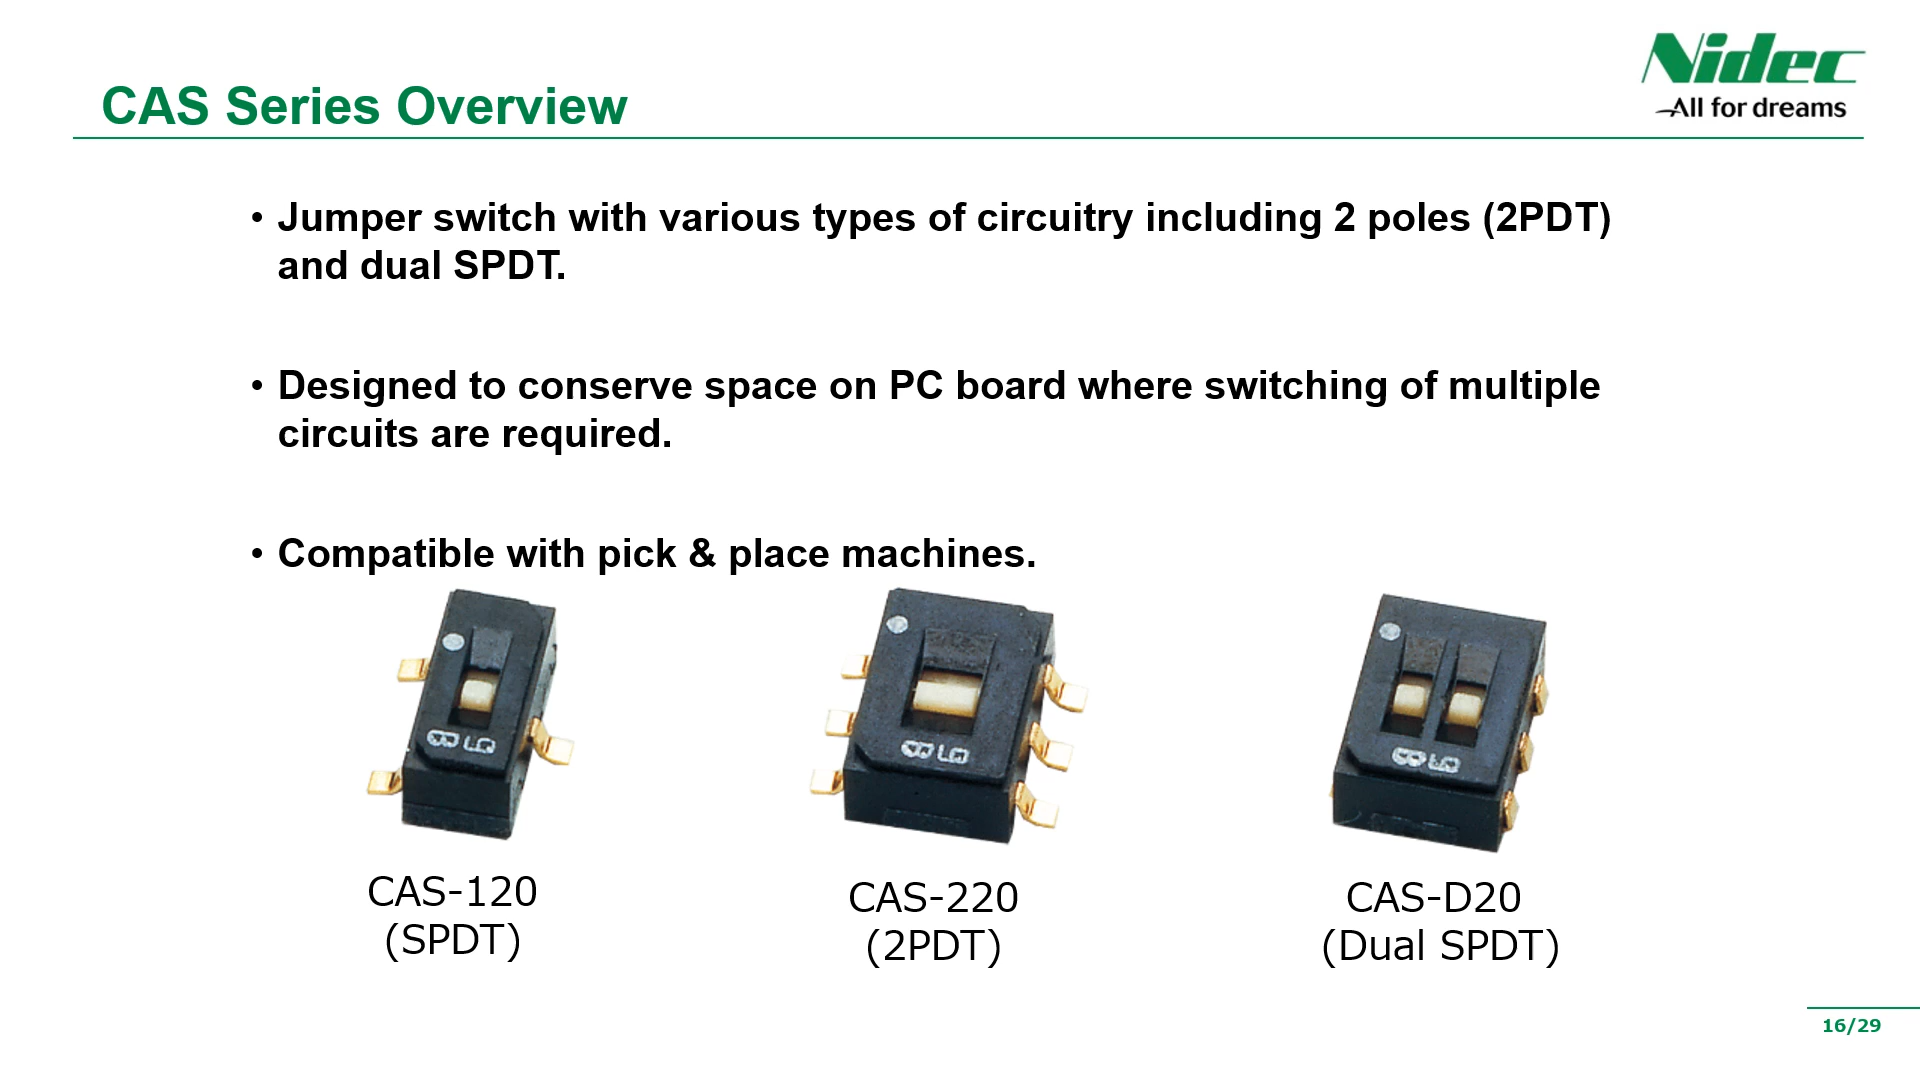 Nidec
All for dreams
CAS Series Overview
• Jumper switch with various types of circuitry including 2 poles (2PDT)
and dual SPDT.
• Designed to conserve space on PC board where switching of multiple
circuits are required.
• Compatible with pick & place machines.
CAS-120
(SPDT)
CAS-220
(2PDT)
CAS-D20
(Dual SPDT)
16/29